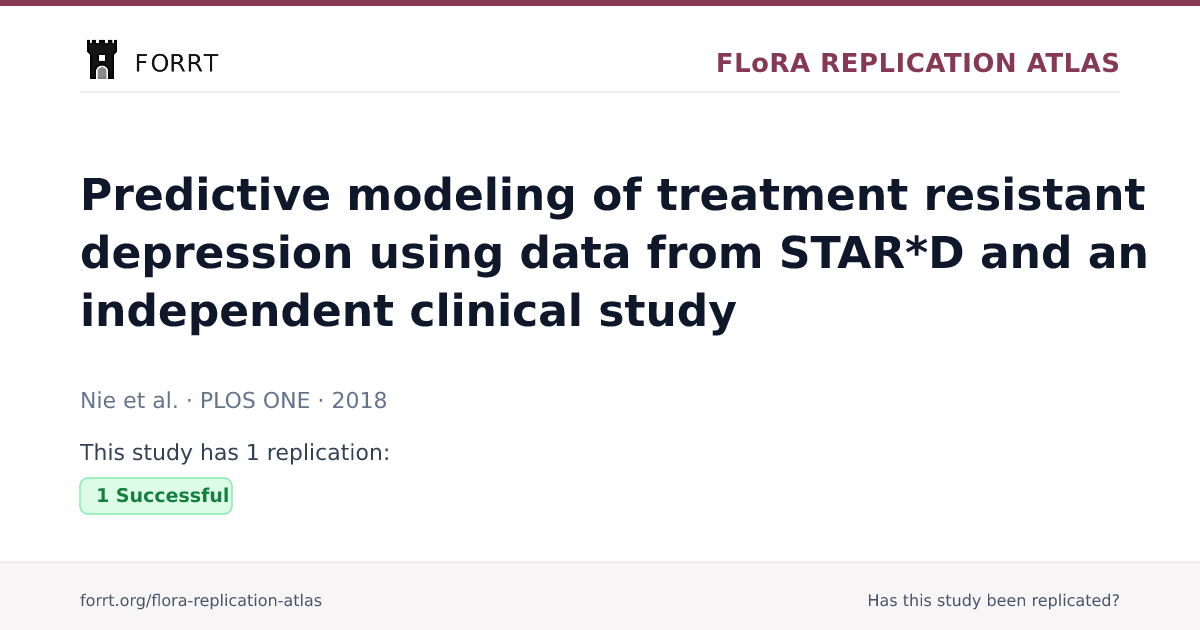 FORRT
FLoRA REPLICATION ATLAS
Predictive modeling of treatment resistant
depression using data from STAR*D and an
independent clinical study
Nie et al. · PLOS ONE · 2018
This study has 1 replication:
1 Successful
forrt.org/flora-replication-atlas
Has this study been replicated?